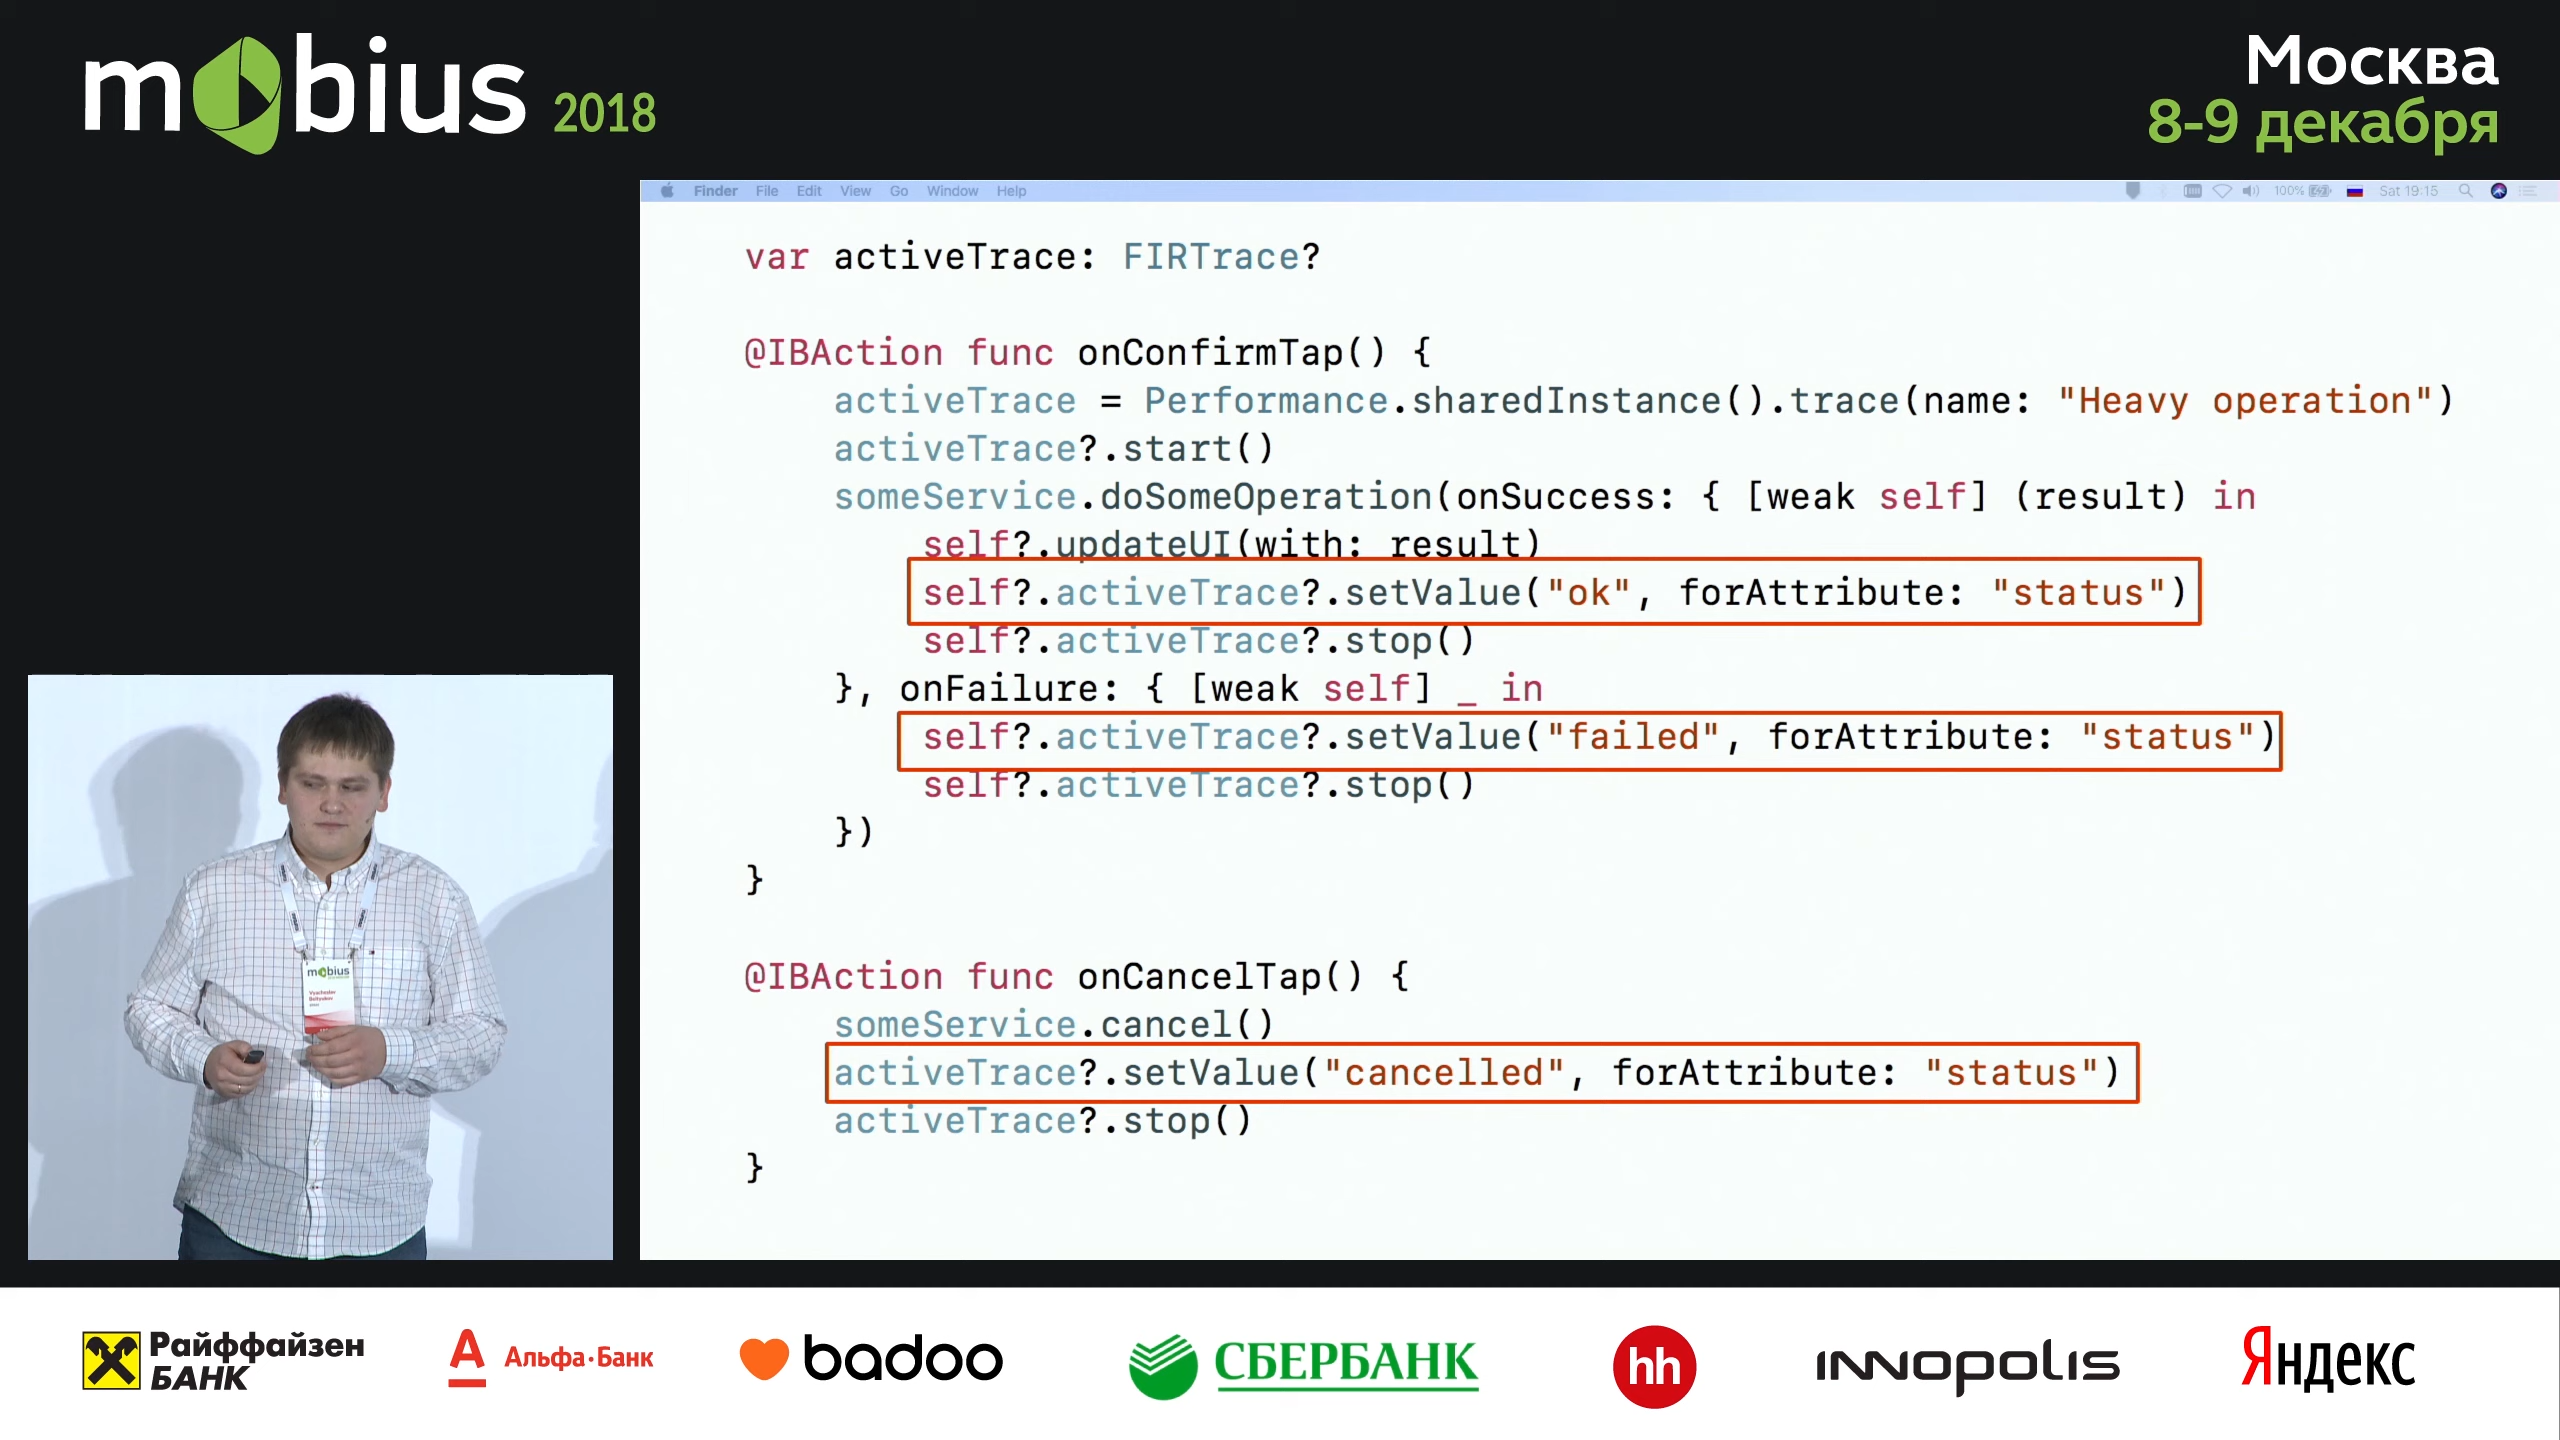 mobius 2018
Москва
8-9 декабря
Finder File Edit View Go Window Help
100% Sat 19:15
var activeTrace: FIRTrace?
@IBAction func onConfirmTap() {
activeTrace = Performance.sharedInstance().trace(name: "Heavy operation")
activeTrace?.start()
someService.doSomeOperation(onSuccess: { [weak self] (result) in
self?.updateUI(with: result)
self?.activeTrace?.setValue("ok", forAttribute: "status")
self?.activeTrace?.stop()
}, onFailure: { [weak self] _ in
self?.activeTrace?.setValue("failed", forAttribute: "status")
self?.activeTrace?.stop()
})
}
@IBAction func onCancelTap() {
someService.cancel()
activeTrace?.setValue("cancelled", forAttribute: "status")
activeTrace?.stop()
}
mobius
Vyacheslav
Райффайзен
БАНК
Альфа·Банк
badoo
СБЕРБАНК
hh
INNOPOLIS
Яндекс